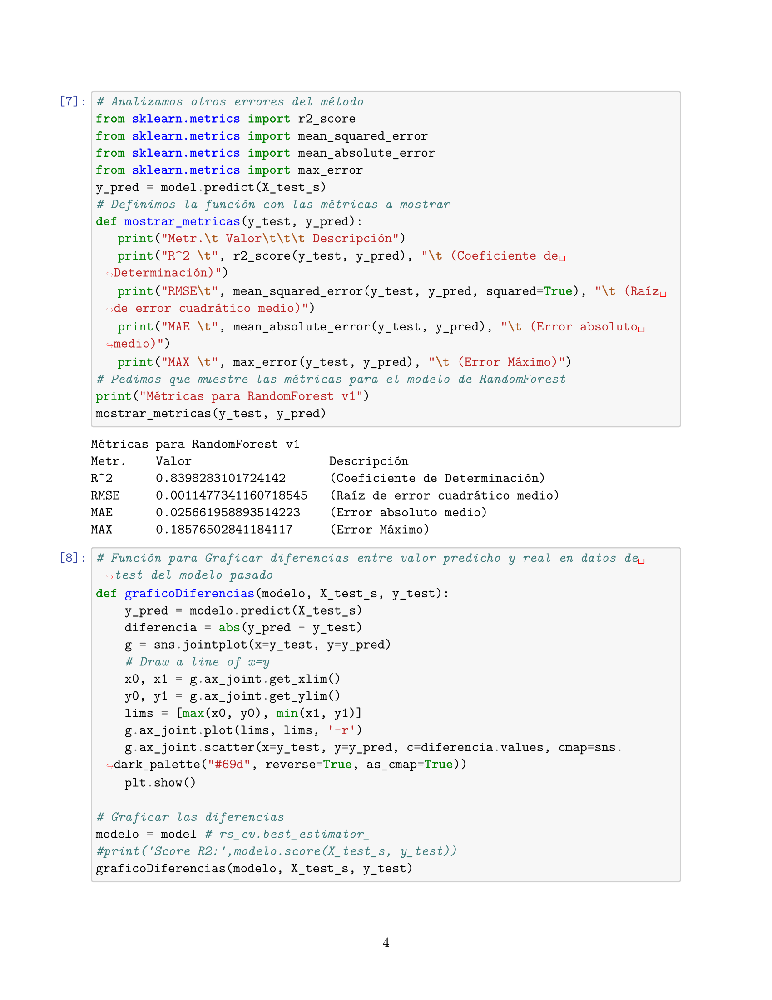 [7]: # Analizamos otros errores del método
from sklearn.metrics import r2_score
from sklearn.metrics import mean_squared_error
from sklearn.metrics import mean_absolute_error
from sklearn.metrics import max_error
y_pred = model.predict(X_test_s)
# Definimos la función con las métricas a mostrar
def mostrar_metricas(y_test, y_pred):
   print("Metr.\t Valor\t\t\t Descripción")
   print("R^2 \t", r2_score(y_test, y_pred), "\t (Coeficiente de␣
↪Determinación)")
   print("RMSE\t", mean_squared_error(y_test, y_pred, squared=True), "\t (Raíz␣
↪de error cuadrático medio)")
   print("MAE \t", mean_absolute_error(y_test, y_pred), "\t (Error absoluto␣
↪medio)")
   print("MAX \t", max_error(y_test, y_pred), "\t (Error Máximo)")
# Pedimos que muestre las métricas para el modelo de RandomForest
print("Métricas para RandomForest v1")
mostrar_metricas(y_test, y_pred)
Métricas para RandomForest v1
Metr.    Valor                   Descripción
R^2      0.8398283101724142      (Coeficiente de Determinación)
RMSE     0.0011477341160718545   (Raíz de error cuadrático medio)
MAE      0.025661958893514223    (Error absoluto medio)
MAX      0.18576502841184117     (Error Máximo)
[8]: # Función para Graficar diferencias entre valor predicho y real en datos de␣
↪test del modelo pasado
def graficoDiferencias(modelo, X_test_s, y_test):
    y_pred = modelo.predict(X_test_s)
    diferencia = abs(y_pred - y_test)
    g = sns.jointplot(x=y_test, y=y_pred)
    # Draw a line of x=y
    x0, x1 = g.ax_joint.get_xlim()
    y0, y1 = g.ax_joint.get_ylim()
    lims = [max(x0, y0), min(x1, y1)]
    g.ax_joint.plot(lims, lims, '-r')
    g.ax_joint.scatter(x=y_test, y=y_pred, c=diferencia.values, cmap=sns.
↪dark_palette("#69d", reverse=True, as_cmap=True))
    plt.show()
# Graficar las diferencias
modelo = model # rs_cv.best_estimator_
#print('Score R2:',modelo.score(X_test_s, y_test))
graficoDiferencias(modelo, X_test_s, y_test)
4